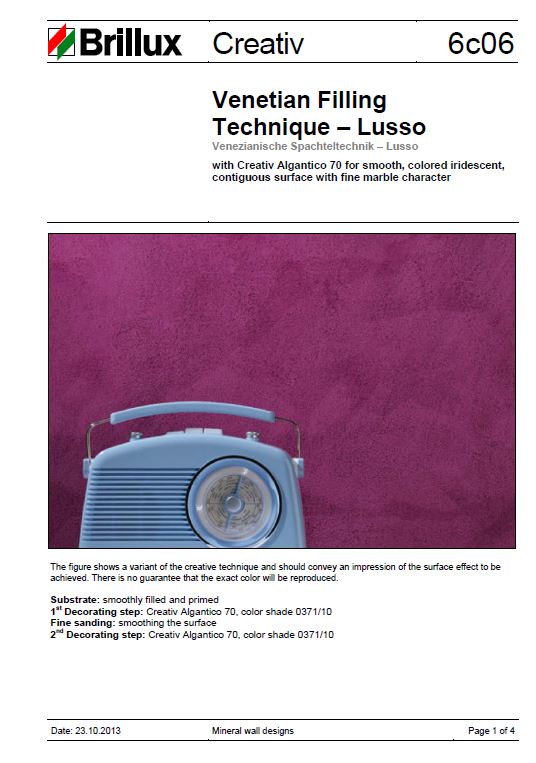 Brillux
Creativ
6c06
Venetian Filling
Technique – Lusso
Venezianische Spachteltechnik – Lusso
with Creativ Algantico 70 for smooth, colored iridescent,
contiguous surface with fine marble character
The figure shows a variant of the creative technique and should convey an impression of the surface effect to be
achieved. There is no guarantee that the exact color will be reproduced.
Substrate: smoothly filled and primed
1st Decorating step: Creativ Algantico 70, color shade 0371/10
Fine sanding: smoothing the surface
2nd Decorating step: Creativ Algantico 70, color shade 0371/10
Date: 23.10.2013
Mineral wall designs
Page 1 of 4